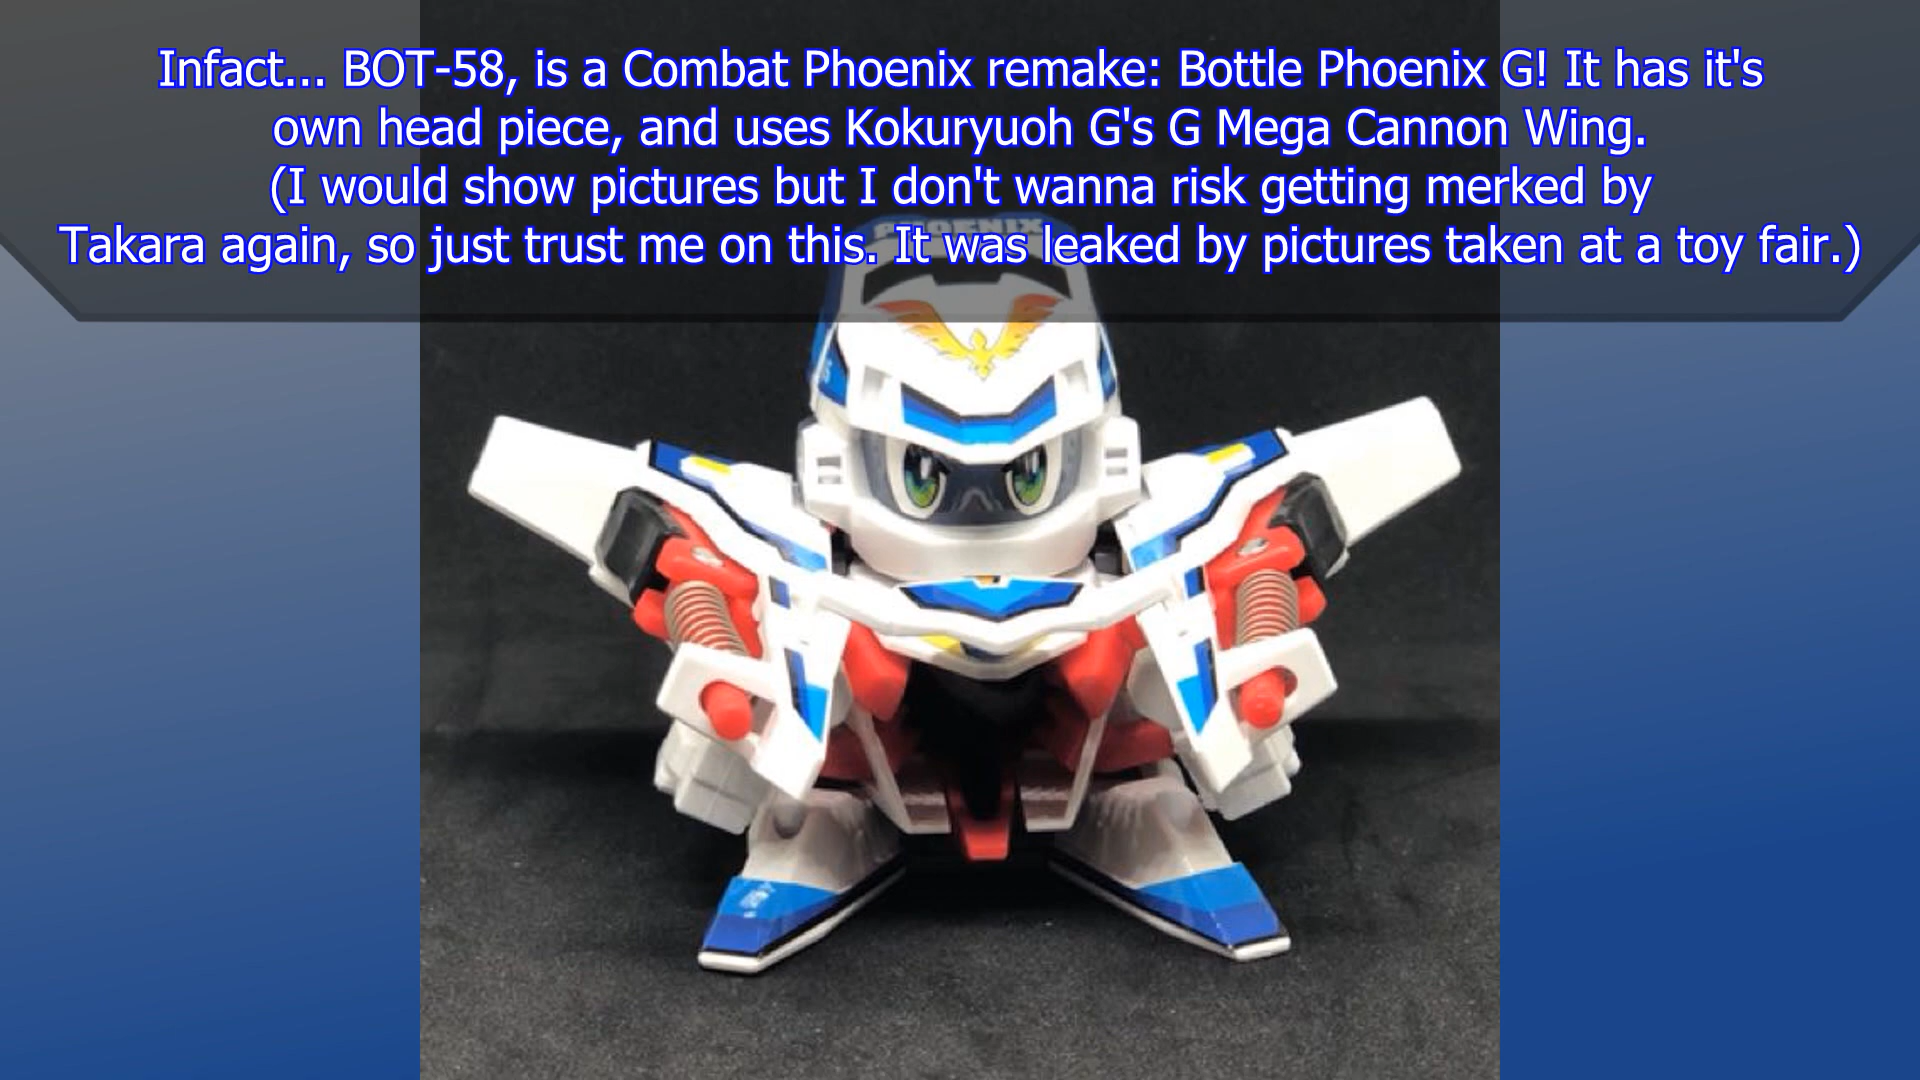 Infact... BOT-58, is a Combat Phoenix remake: Bottle Phoenix G! It has it's
own head piece, and uses Kokuryuoh G's G Mega Cannon Wing.
(I would show pictures but I don't wanna risk getting merked by
Takara again, so just trust me on this. It was leaked by pictures taken at a toy fair.)
PHOENIX